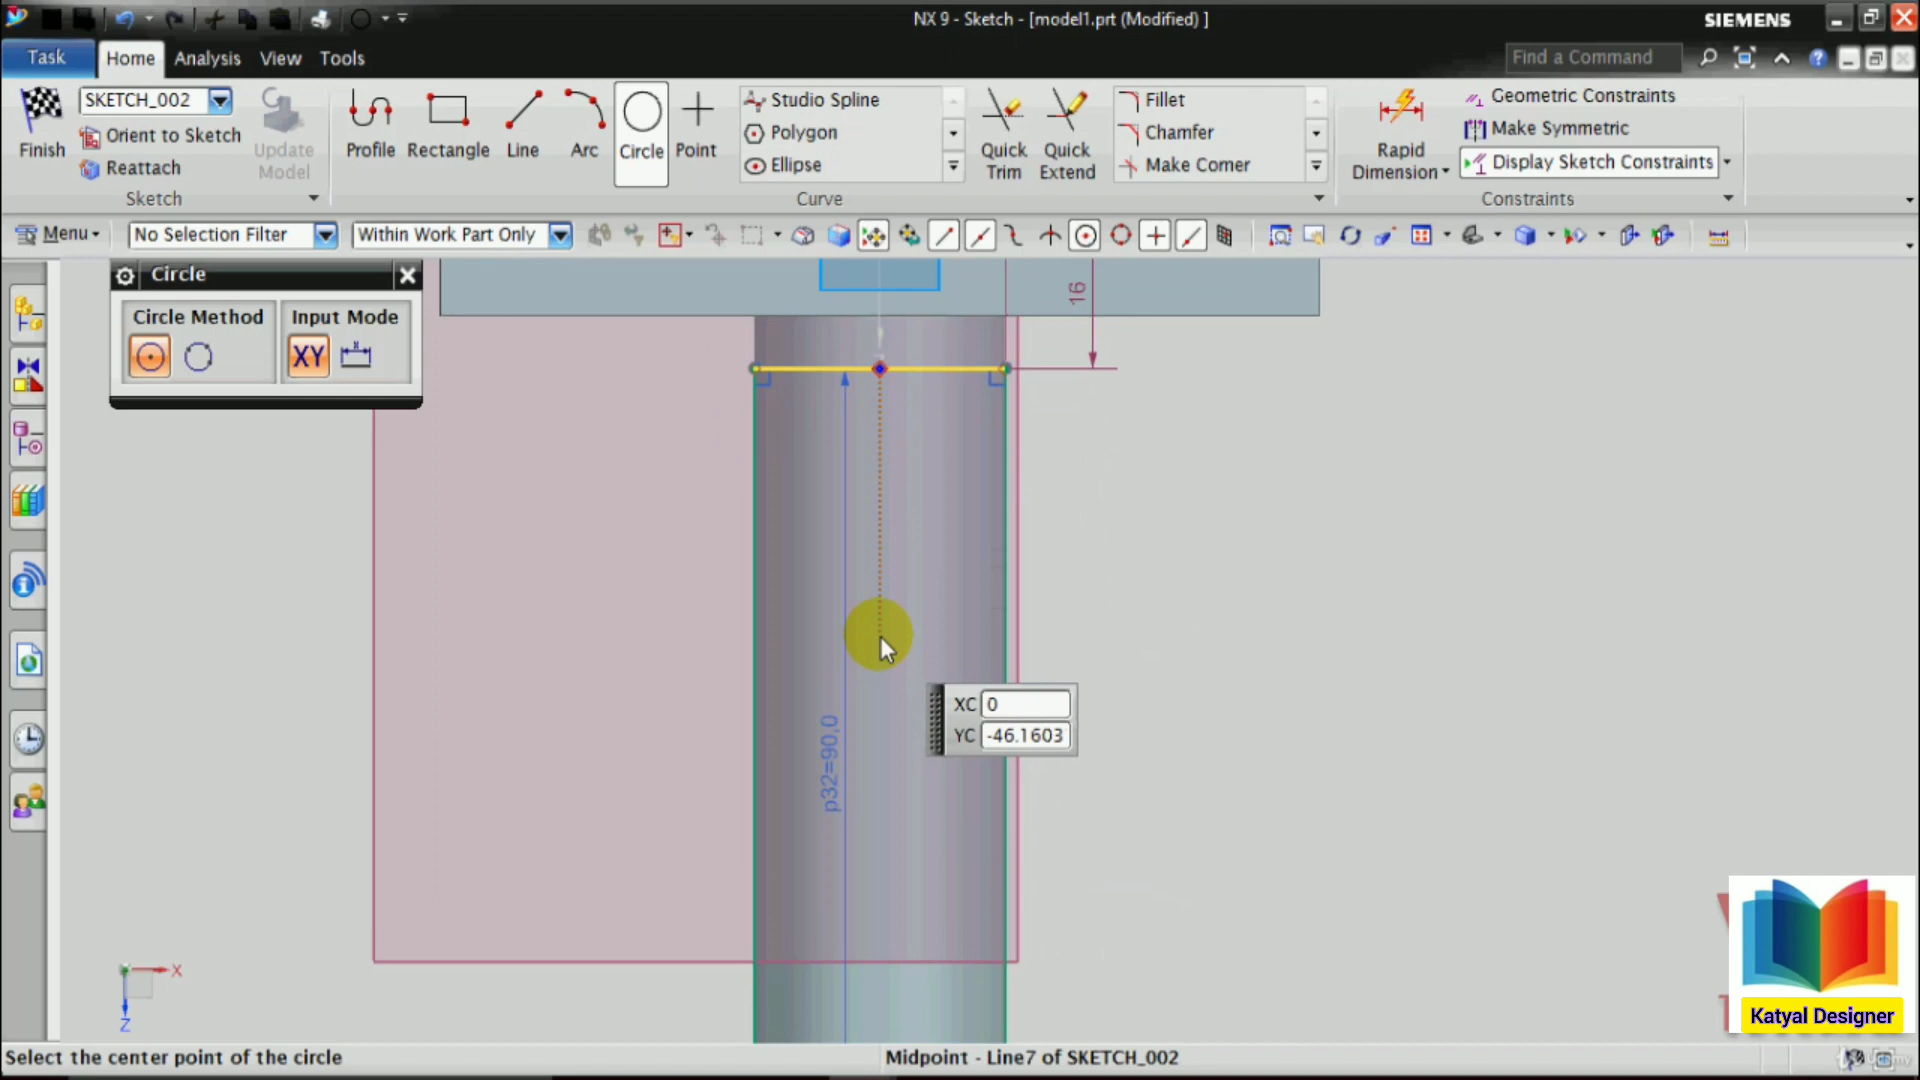 NX 9 - Sketch - [model1.prt (Modified) ]
SIEMENS
Task
Home
Analysis
View
Tools
Find a Command
SKETCH_002
Orient to Sketch
Reattach
Finish
Update
Model
Sketch
Profile
Rectangle
Line
Arc
Circle
Point
Studio Spline
Polygon
Ellipse
Quick
Trim
Quick
Extend
Fillet
Chamfer
Make Corner
Curve
Rapid
Dimension
Geometric Constraints
Make Symmetric
Display Sketch Constraints
Constraints
Menu
No Selection Filter
Within Work Part Only
Circle
Circle Method
Input Mode
XY
16
p32=90,0
XC
0
YC
-46.1603
X
Z
Katyal Designer
Select the center point of the circle
Midpoint - Line7 of SKETCH_002